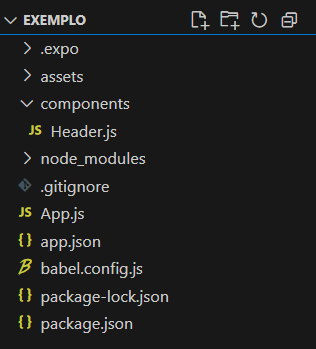 EXEMPLO
.expo
assets
components
JS Header.js
node_modules
.gitignore
JS App.js
{} app.json
babel.config.js
{} package-lock.json
{} package.json